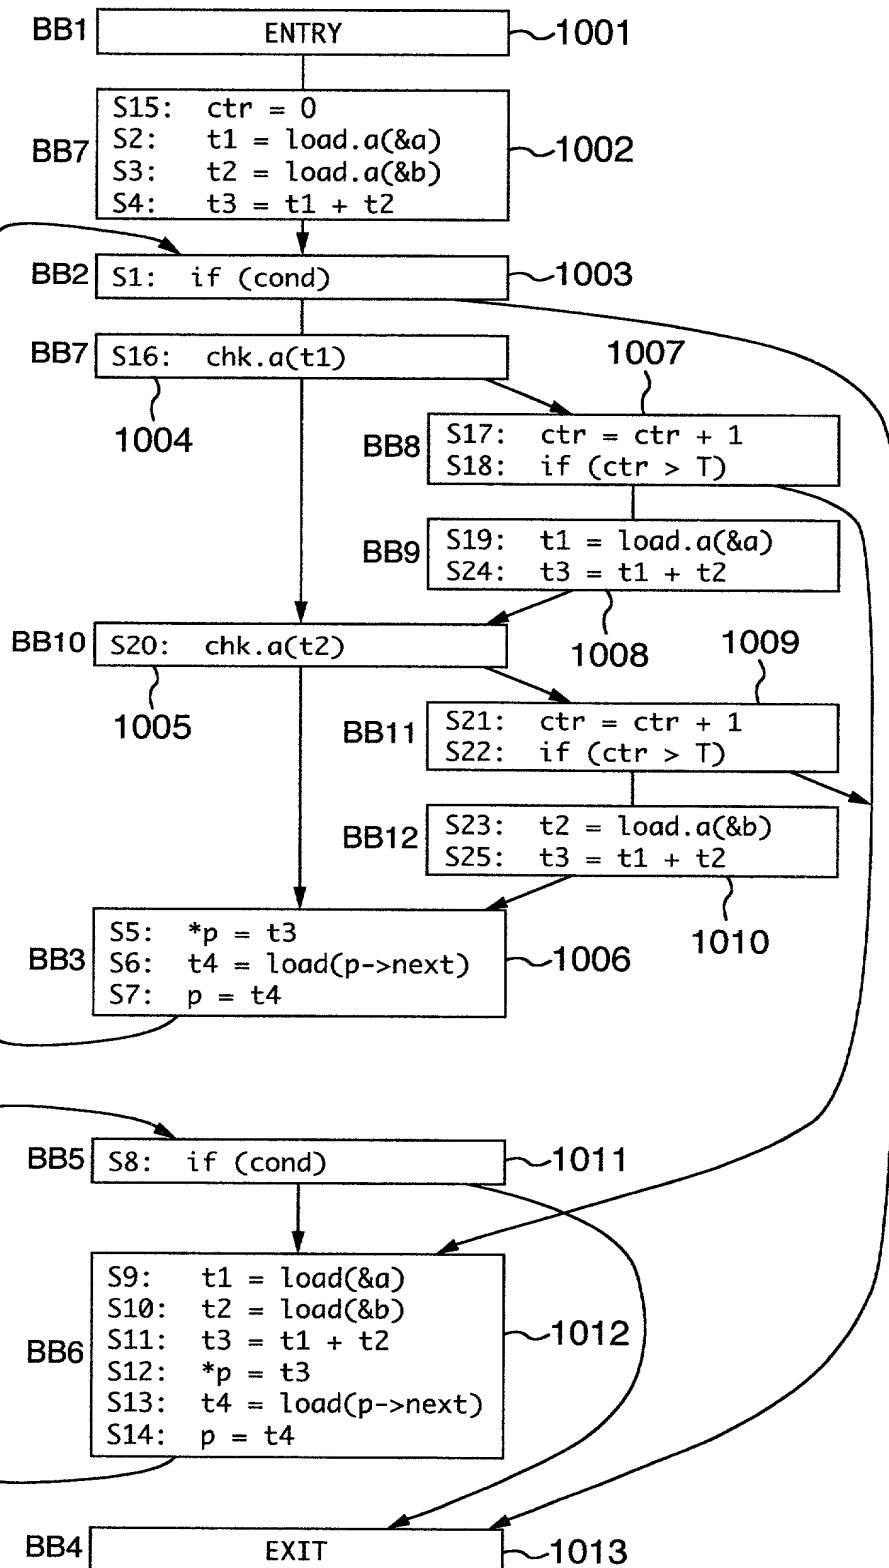 BB1 ENTRY 1001
BB7
S15: ctr = 0
S2: t1 = load.a(&a)
S3: t2 = load.a(&b)
S4: t3 = t1 + t2
1002
BB2 S1: if (cond) 1003
BB7 S16: chk.a(t1)
1004
1007
BB8
S17: ctr = ctr + 1
S18: if (ctr > T)
BB9
S19: t1 = load.a(&a)
S24: t3 = t1 + t2
1008
BB10 S20: chk.a(t2)
1005
1009
BB11
S21: ctr = ctr + 1
S22: if (ctr > T)
BB12
S23: t2 = load.a(&b)
S25: t3 = t1 + t2
1010
BB3
S5: *p = t3
S6: t4 = load(p->next)
S7: p = t4
1006
BB5 S8: if (cond) 1011
BB6
S9: t1 = load(&a)
S10: t2 = load(&b)
S11: t3 = t1 + t2
S12: *p = t3
S13: t4 = load(p->next)
S14: p = t4
1012
BB4 EXIT 1013